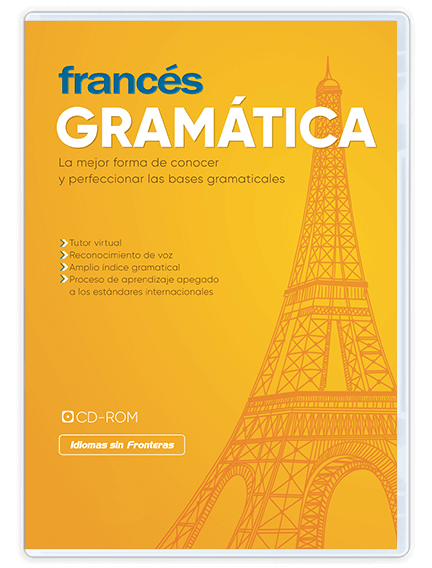 francés
GRAMÁTICA
La mejor forma de conocer
y perfeccionar las bases gramaticales
Tutor virtual
Reconocimiento de voz
Amplio índice gramatical
Proceso de aprendizaje apegado
a los estándares internacionales
CD-ROM
Idiomas sin Fronteras